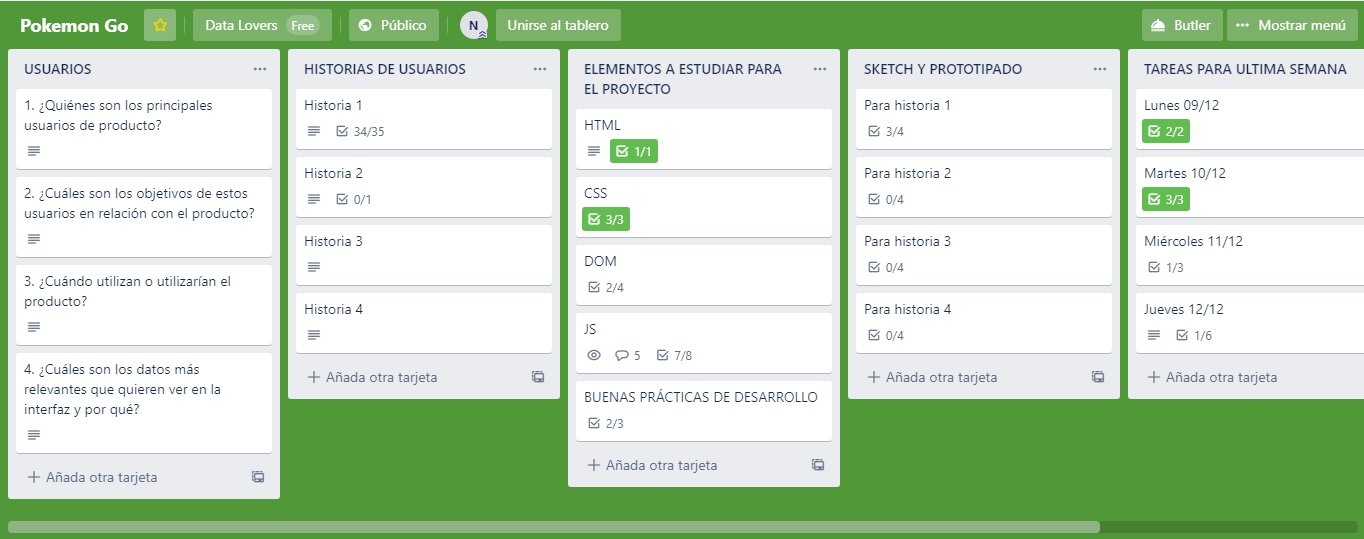 Pokemon Go
Data Lovers Free
Público
N
Unirse al tablero
Butler
Mostrar menú
USUARIOS
1. ¿Quiénes son los principales
usuarios de producto?
2. ¿Cuáles son los objetivos de estos
usuarios en relación con el producto?
3. ¿Cuándo utilizan o utilizarían el
producto?
4. ¿Cuáles son los datos más
relevantes que quieren ver en la
interfaz y por qué?
+ Añada otra tarjeta
HISTORIAS DE USUARIOS
Historia 1
34/35
Historia 2
0/1
Historia 3
Historia 4
+ Añada otra tarjeta
ELEMENTOS A ESTUDIAR PARA
EL PROYECTO
HTML
1/1
CSS
3/3
DOM
2/4
JS
5 7/8
BUENAS PRÁCTICAS DE DESARROLLO
2/3
+ Añada otra tarjeta
SKETCH Y PROTOTIPADO
Para historia 1
3/4
Para historia 2
0/4
Para historia 3
0/4
Para historia 4
0/4
+ Añada otra tarjeta
TAREAS PARA ULTIMA SEMANA
Lunes 09/12
2/2
Martes 10/12
3/3
Miércoles 11/12
1/3
Jueves 12/12
1/6
+ Añada otra tarjeta